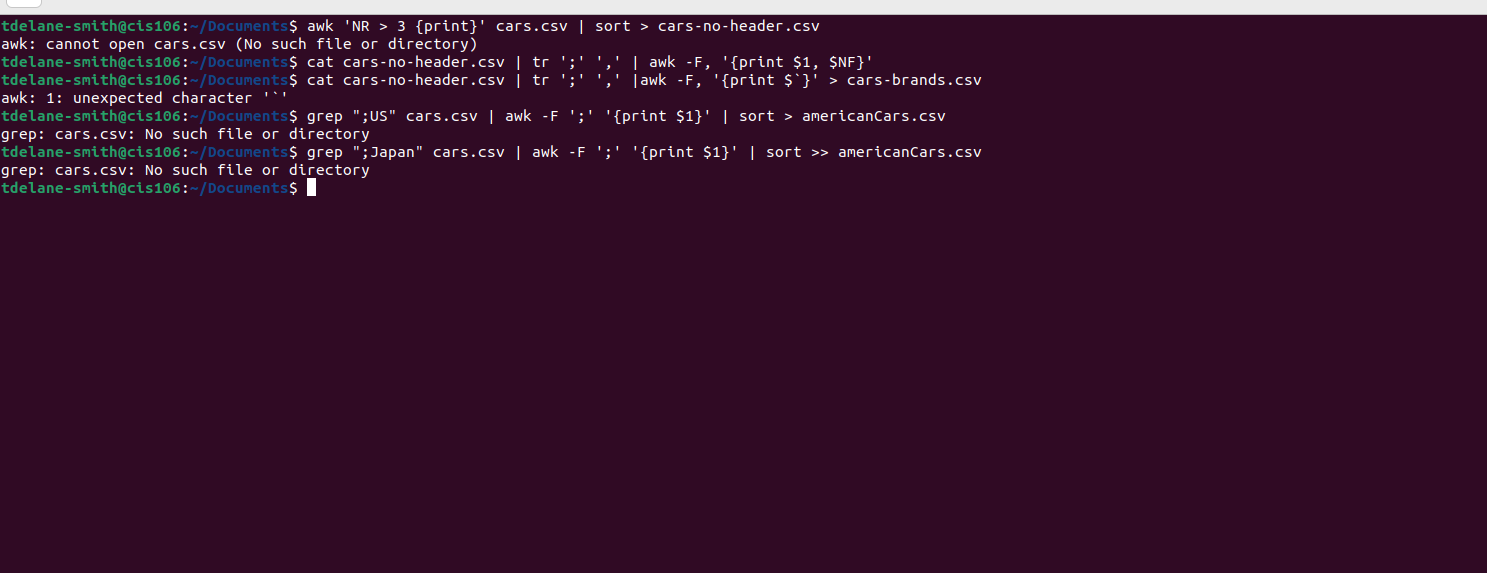 tdelane-smith@cis106:~/Documents$ awk 'NR > 3 {print}' cars.csv | sort > cars-no-header.csv
awk: cannot open cars.csv (No such file or directory)
tdelane-smith@cis106:~/Documents$ cat cars-no-header.csv | tr ';' ',' | awk -F, '{print $1, $NF}'
tdelane-smith@cis106:~/Documents$ cat cars-no-header.csv | tr ';' ',' |awk -F, '{print $`}' > cars-brands.csv
awk: 1: unexpected character '`'
tdelane-smith@cis106:~/Documents$ grep ";US" cars.csv | awk -F ';' '{print $1}' | sort > americanCars.csv
grep: cars.csv: No such file or directory
tdelane-smith@cis106:~/Documents$ grep ";Japan" cars.csv | awk -F ';' '{print $1}' | sort >> americanCars.csv
grep: cars.csv: No such file or directory
tdelane-smith@cis106:~/Documents$